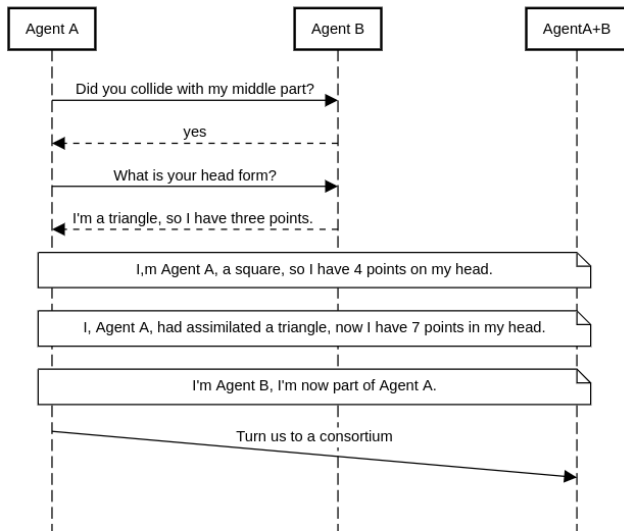 Agent A
Agent B
AgentA+B
Did you collide with my middle part?
yes
What is your head form?
I'm a triangle, so I have three points.
I,m Agent A, a square, so I have 4 points on my head.
I, Agent A, had assimilated a triangle, now I have 7 points in my head.
I'm Agent B, I'm now part of Agent A.
Turn us to a consortium